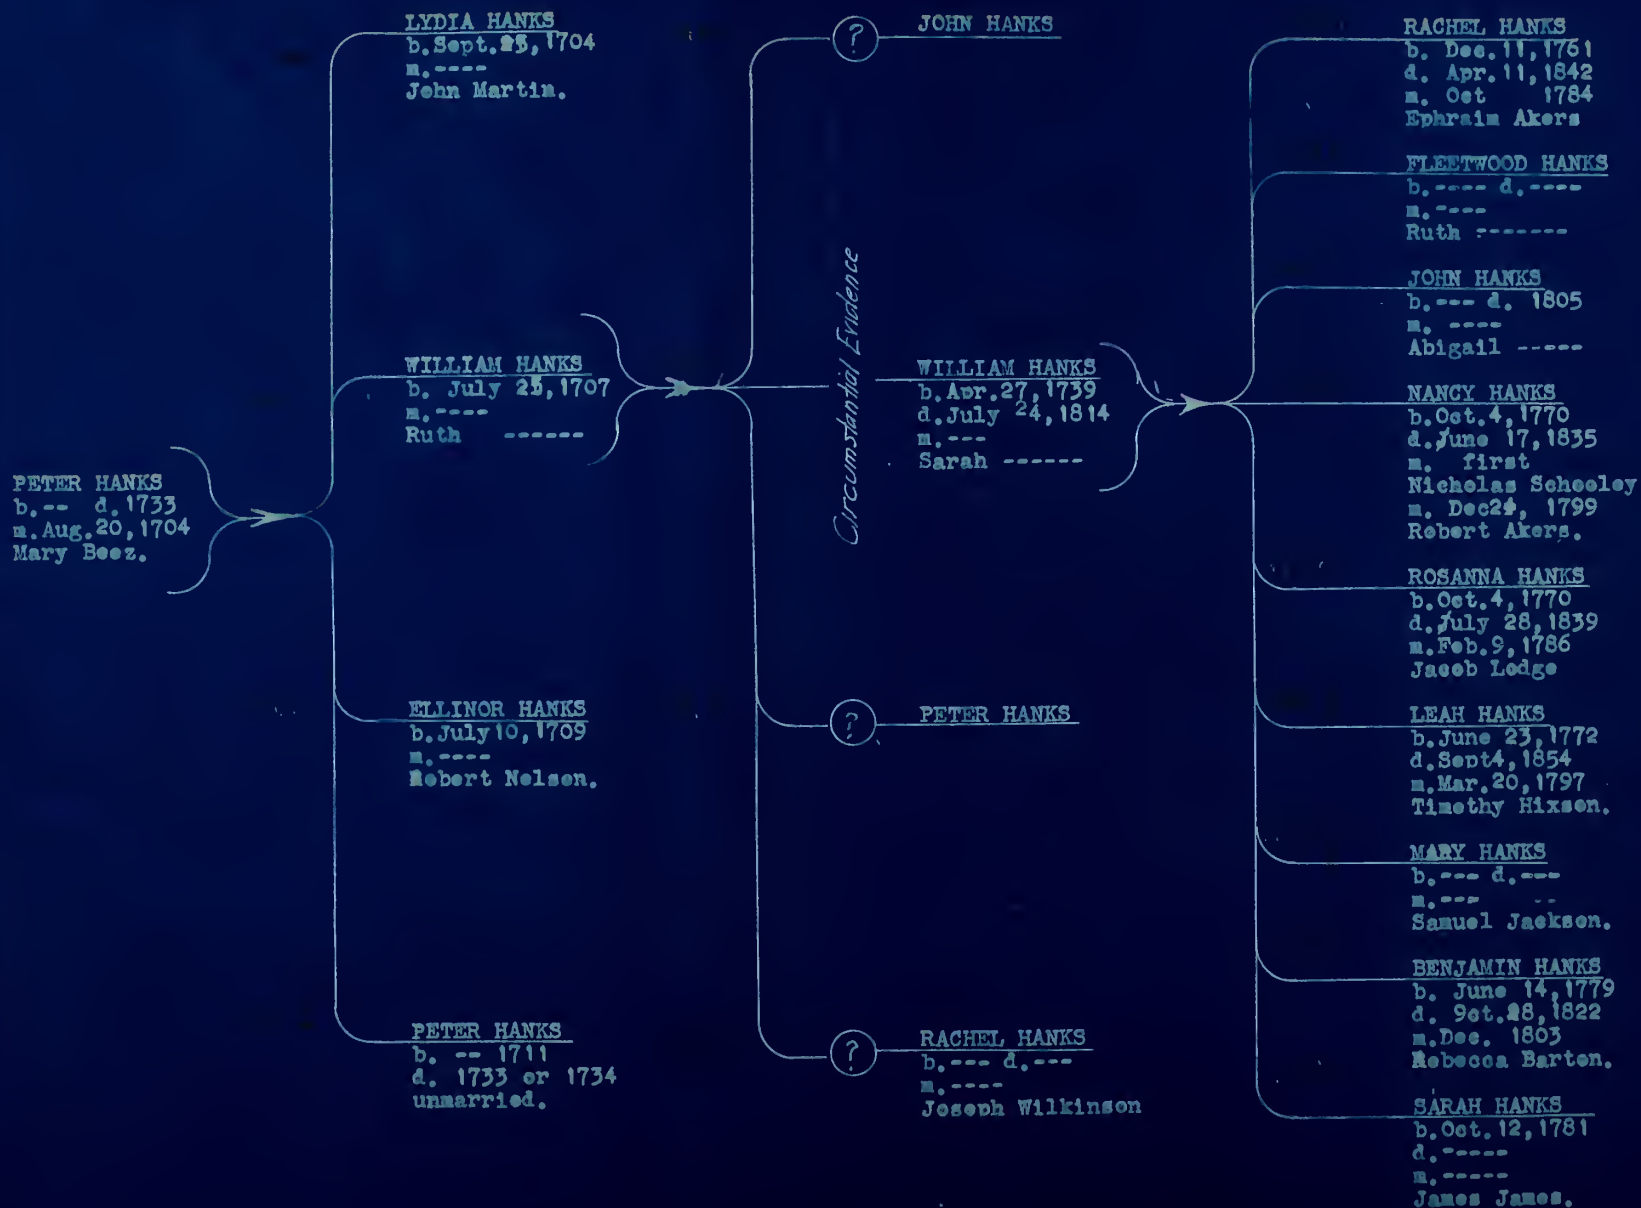 PETER HANKS
b.-- d. 1733
m.Aug.20,1704
Mary Beez.
LYDIA HANKS
b.Sept.25,1704
m.----
John Martin.
WILLIAM HANKS
b. July 25,1707
m.----
Ruth ------
ELLINOR HANKS
b.July10,1709
m.----
Robert Nelson.
PETER HANKS
b. -- 1711
d. 1733 or 1734
unmarried.
?
JOHN HANKS
Circumstantial Evidence
WILLIAM HANKS
b.Apr.27,1739
d.July 24,1814
m.---
Sarah ------
?
PETER HANKS
?
RACHEL HANKS
b.--- d.---
m.----
Joseph Wilkinson
RACHEL HANKS
b. Dec.11,1761
d. Apr.11,1842
m. Oct 1784
Ephraim Akers
FLEETWOOD HANKS
b.---- d.----
m.----
Ruth -------
JOHN HANKS
b.--- d. 1805
m. ----
Abigail -----
NANCY HANKS
b.Oct.4,1770
d.June 17,1835
m. first
Nicholas Schooley
m. Dec24, 1799
Robert Akers.
ROSANNA HANKS
b.Oct.4,1770
d.July 28,1839
m.Feb.9,1786
Jacob Lodge
LEAH HANKS
b.June 23,1772
d.Sept4,1854
m.Mar.20,1797
Timothy Hixson.
MARY HANKS
b.--- d.---
m.--- --
Samuel Jackson.
BENJAMIN HANKS
b. June 14,1779
d. 9ct.28,1822
m.Dec. 1803
Rebecca Barton.
SARAH HANKS
b.Oct.12,1781
d.-----
m.-----
James James.